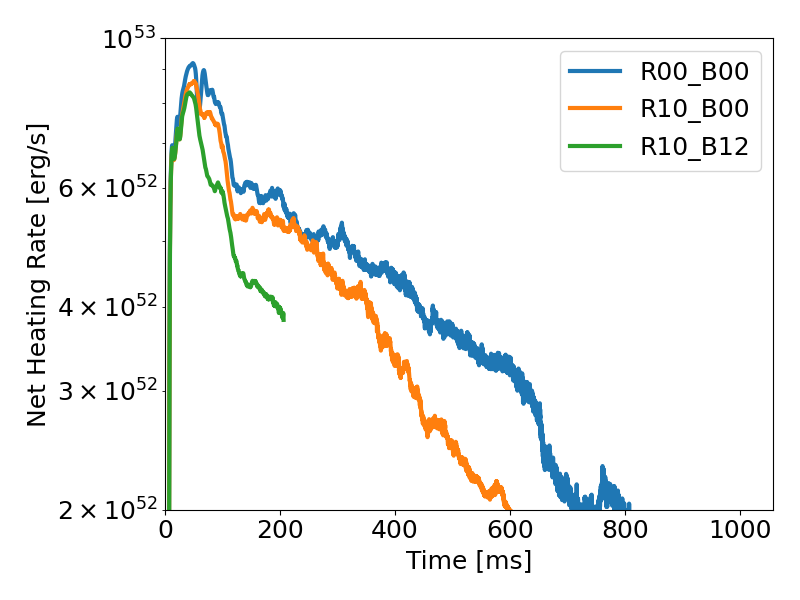 10^53
6 × 10^52
4 × 10^52
3 × 10^52
2 × 10^52
Net Heating Rate [erg/s]
R00_B00
R10_B00
R10_B12
0 200 400 600 800 1000
Time [ms]